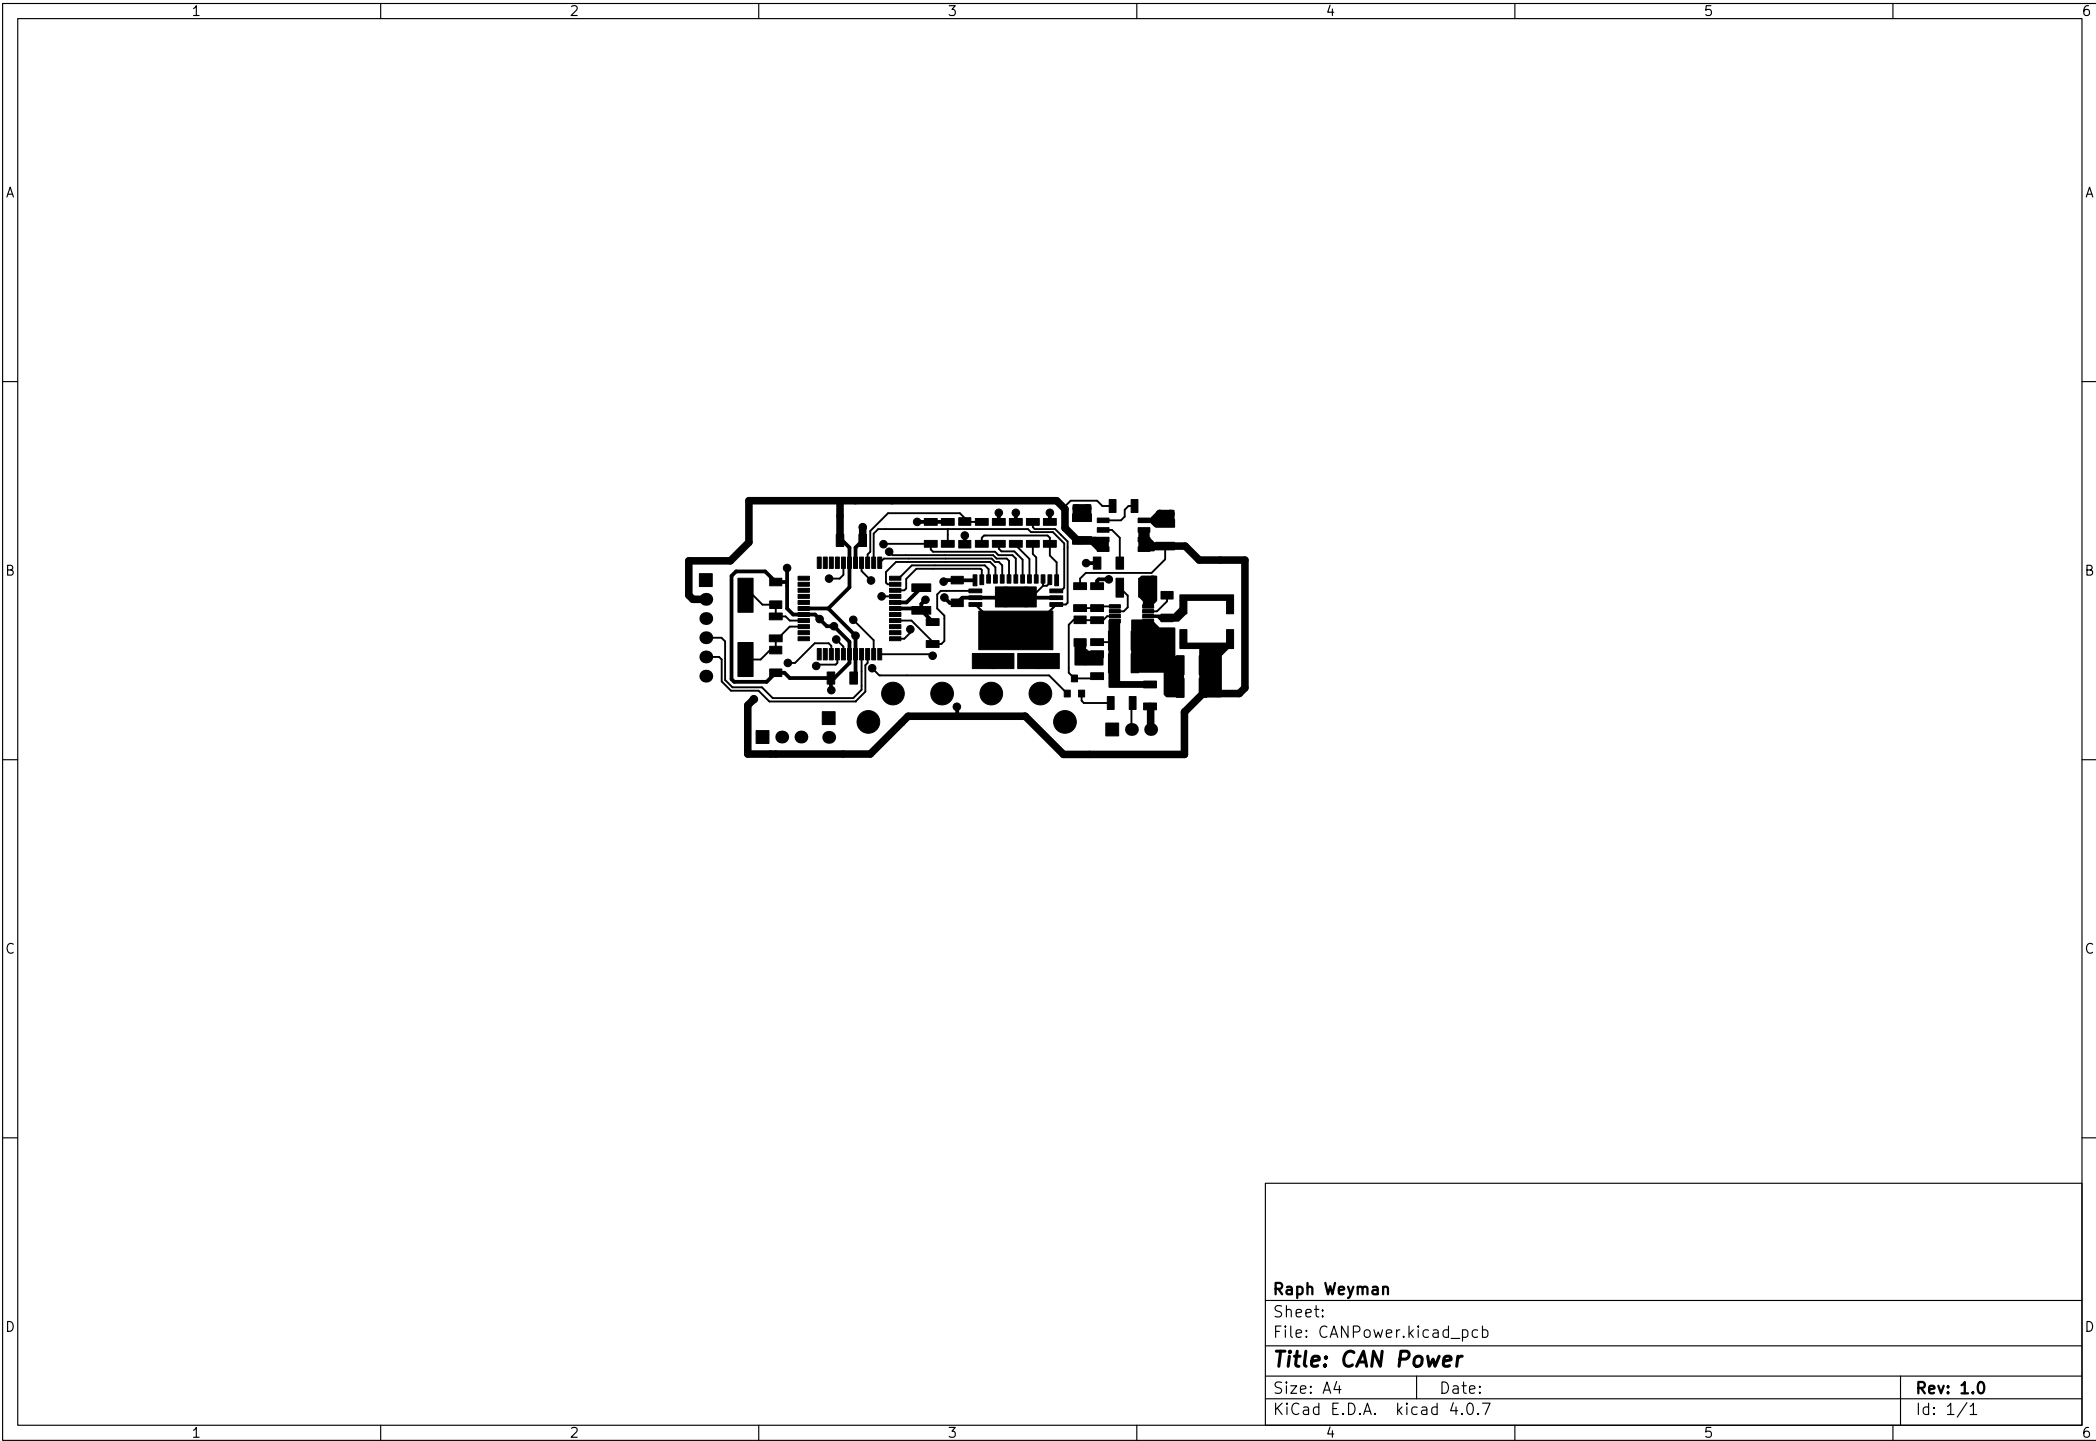 1 2 3 4 5 6
A A
B B
C C
D D
Raph Weyman
Sheet:
File: CANPower.kicad_pcb
Title: CAN Power
Size: A4 Date: Rev: 1.0
KiCad E.D.A. kicad 4.0.7 Id: 1/1
1 2 3 4 5 6